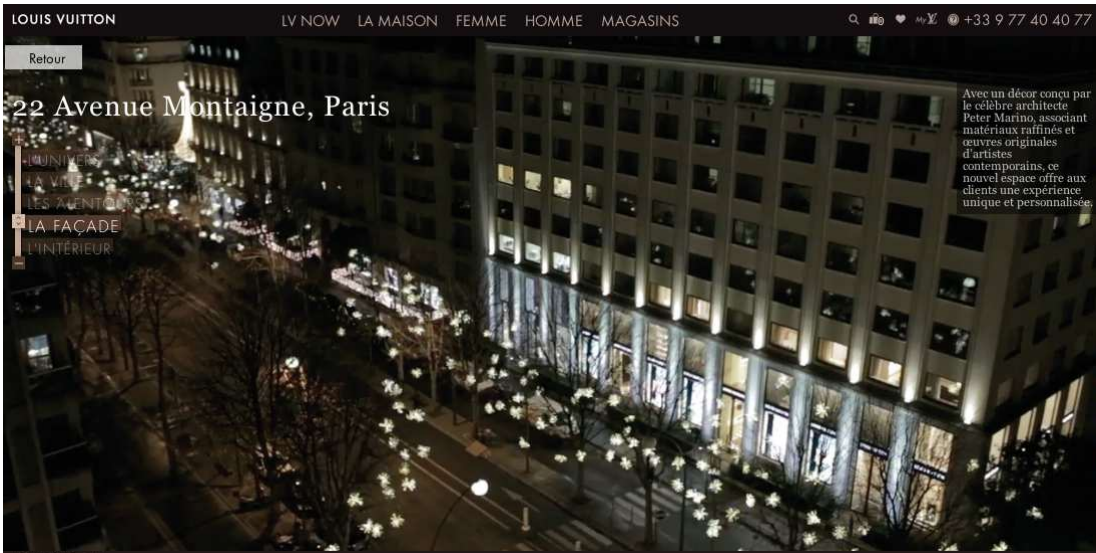 LOUIS VUITTON
LV NOW LA MAISON FEMME HOMME MAGASINS
My LV +33 9 77 40 40 77
Retour
22 Avenue Montaigne, Paris
L'UNIVERS
LA VILLE
LES ALENTOURS
LA FAÇADE
L'INTÉRIEUR
Avec un décor conçu par
le célèbre architecte
Peter Marino, associant
matériaux raffinés et
œuvres originales
d'artistes
contemporains, ce
nouvel espace offre aux
clients une expérience
unique et personnalisée.